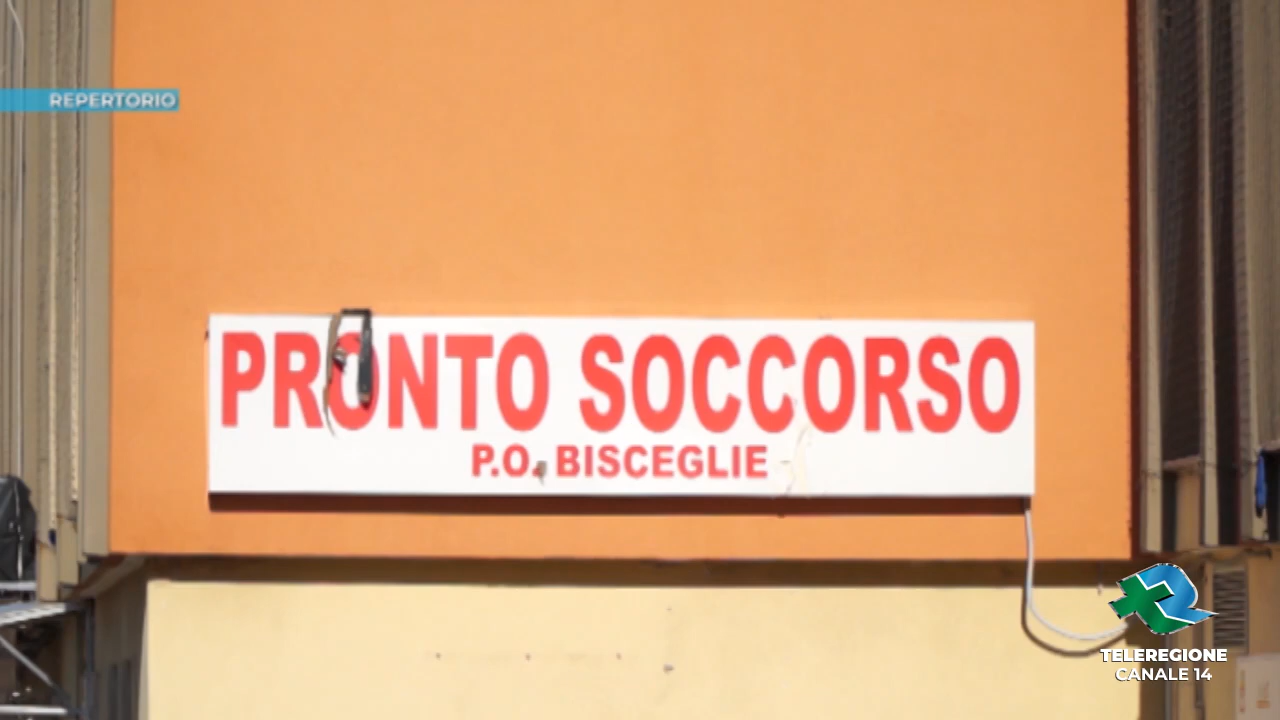 REPERTORIO
PRONTO SOCCORSO
P.O. BISCEGLIE
TELEREGIONE
CANALE 14